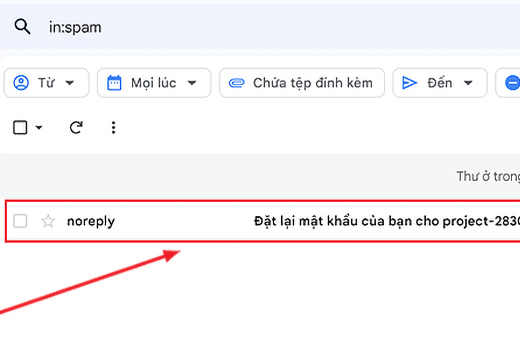 in:spam
Từ Mọi lúc Chứa tệp đính kèm Đến
Thư ở trong
noreply Đặt lại mật khẩu của bạn cho project-2830